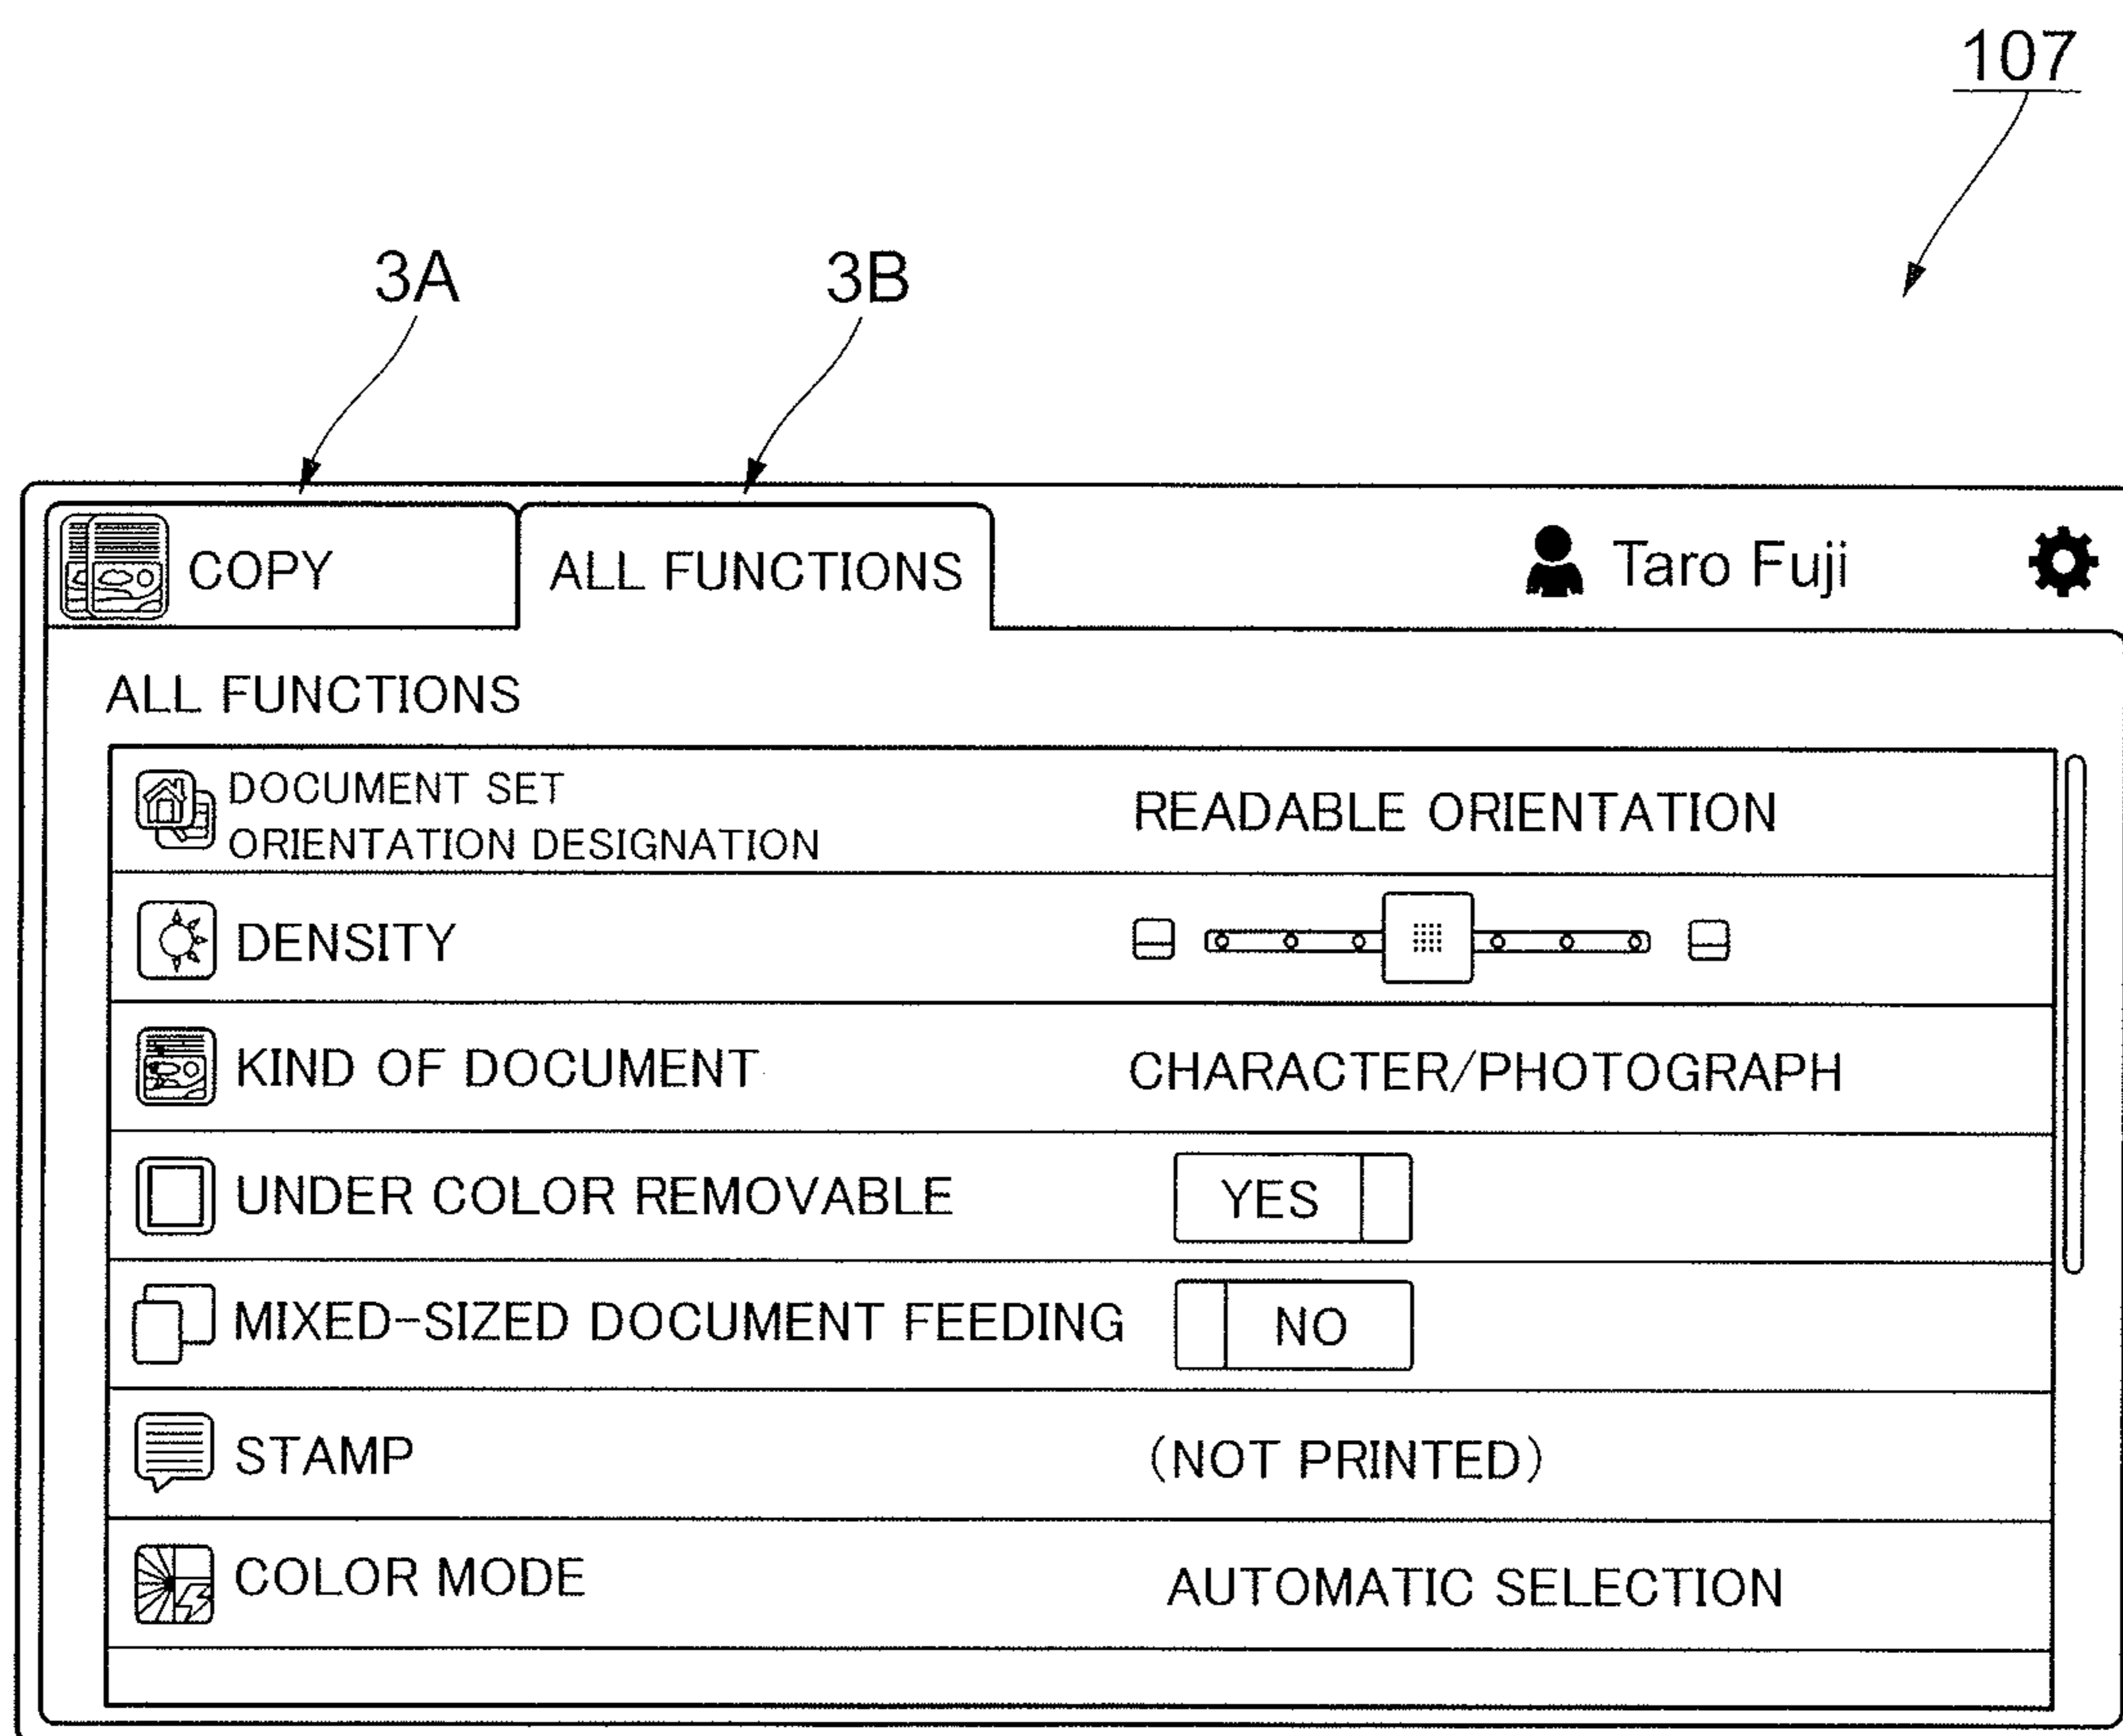 107
3A
3B
COPY
ALL FUNCTIONS
Taro Fuji
ALL FUNCTIONS
DOCUMENT SET
ORIENTATION DESIGNATION
READABLE ORIENTATION
DENSITY
KIND OF DOCUMENT
CHARACTER/PHOTOGRAPH
UNDER COLOR REMOVABLE
YES
MIXED-SIZED DOCUMENT FEEDING
NO
STAMP
(NOT PRINTED)
COLOR MODE
AUTOMATIC SELECTION